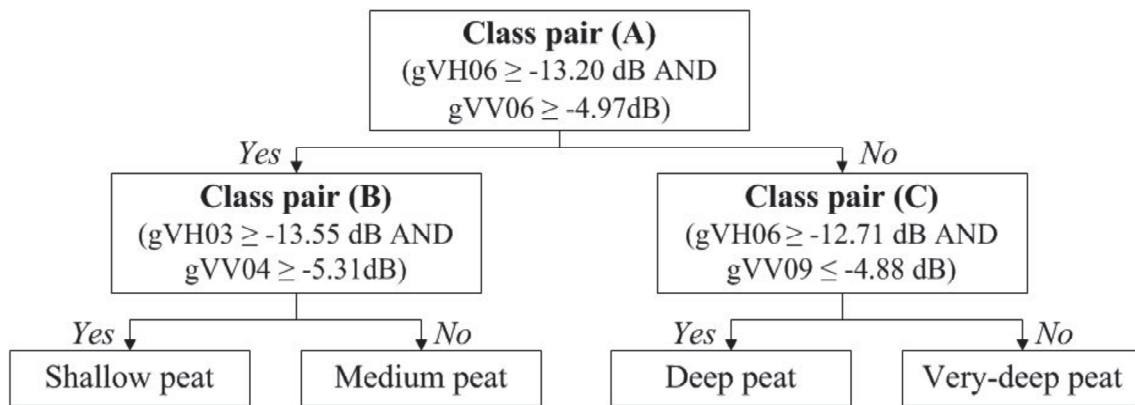 Class pair (A)
(gVH06 ≥ -13.20 dB AND
gVV06 ≥ -4.97dB)
Yes
No
Class pair (B)
(gVH03 ≥ -13.55 dB AND
gVV04 ≥ -5.31dB)
Class pair (C)
(gVH06 ≥ -12.71 dB AND
gVV09 ≤ -4.88 dB)
Yes
No
Yes
No
Shallow peat
Medium peat
Deep peat
Very-deep peat